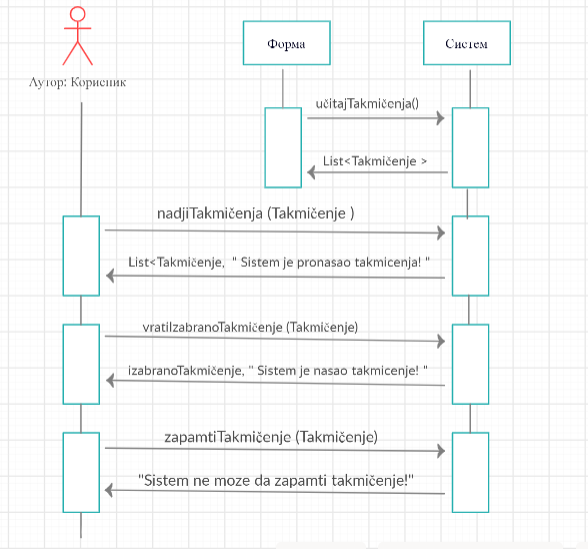 Форма
Систем
Аутор: Корисник
učitajTakmičenja()
List<Takmičenje >
nadjiTakmičenja (Takmičenje )
List<Takmičenje, " Sistem je pronasao takmicenja! "
vratiIzabranoTakmičenje (Takmičenje)
izabranoTakmičenje, " Sistem je nasao takmicenje! "
zapamtiTakmičenje (Takmičenje)
"Sistem ne moze da zapamti takmičenje!"